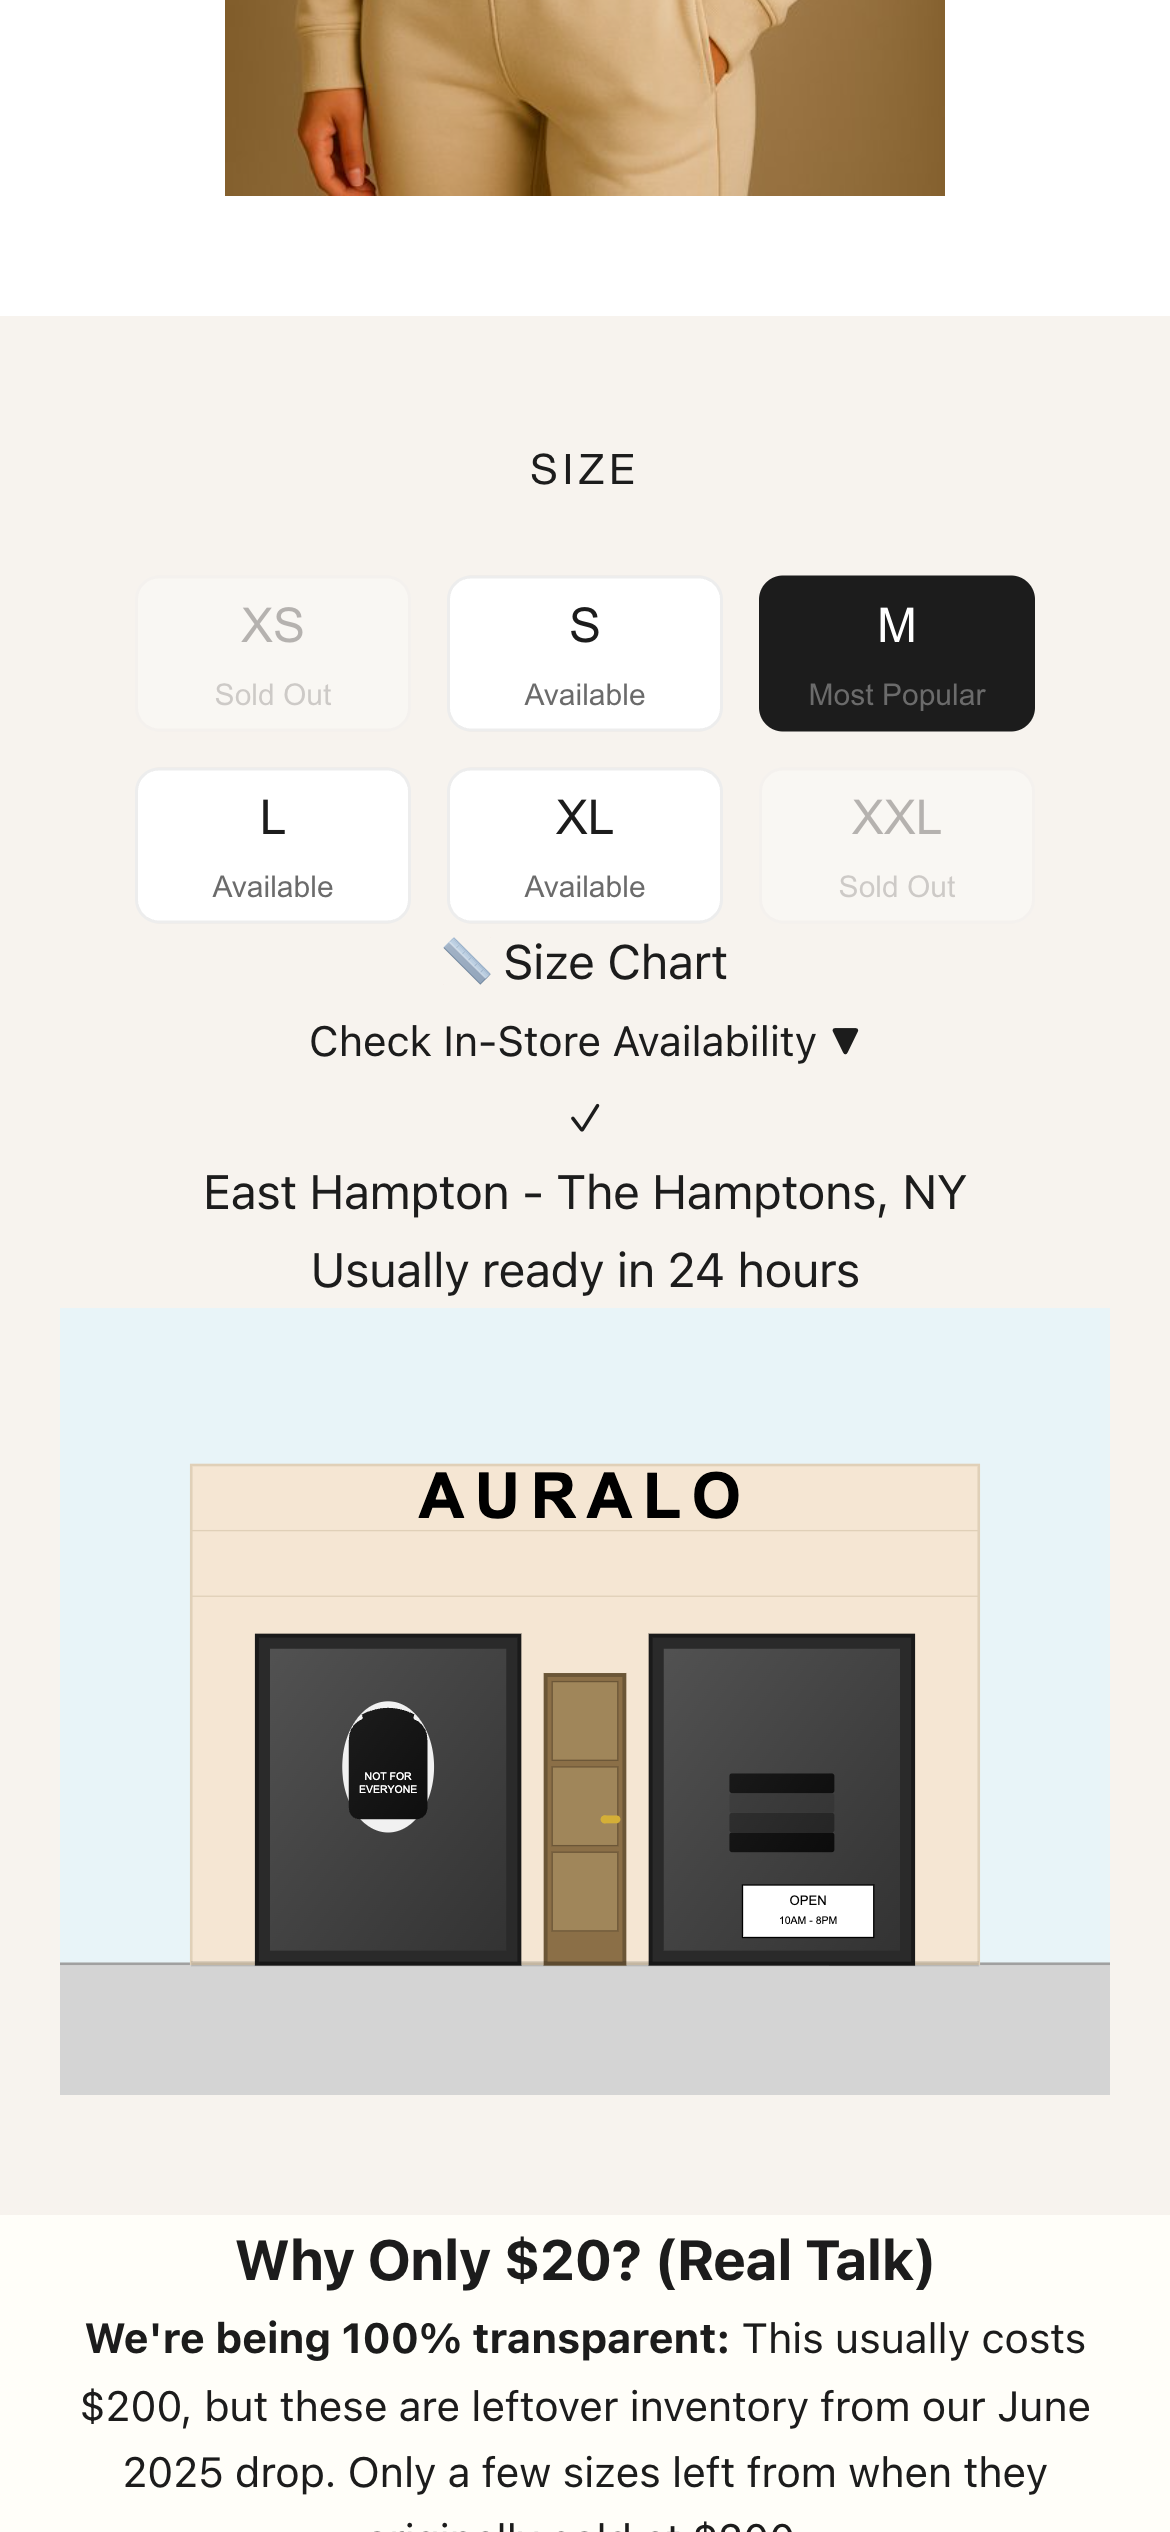 SIZE
XS
Sold Out
S
Available
M
Most Popular
L
Available
XL
Available
XXL
Sold Out
Size Chart
Check In-Store Availability ▼
✓
East Hampton - The Hamptons, NY
Usually ready in 24 hours
AURALO
NOT FOR
EVERYONE
OPEN
10AM - 8PM
Why Only $20? (Real Talk)
We're being 100% transparent: This usually costs
$200, but these are leftover inventory from our June
2025 drop. Only a few sizes left from when they